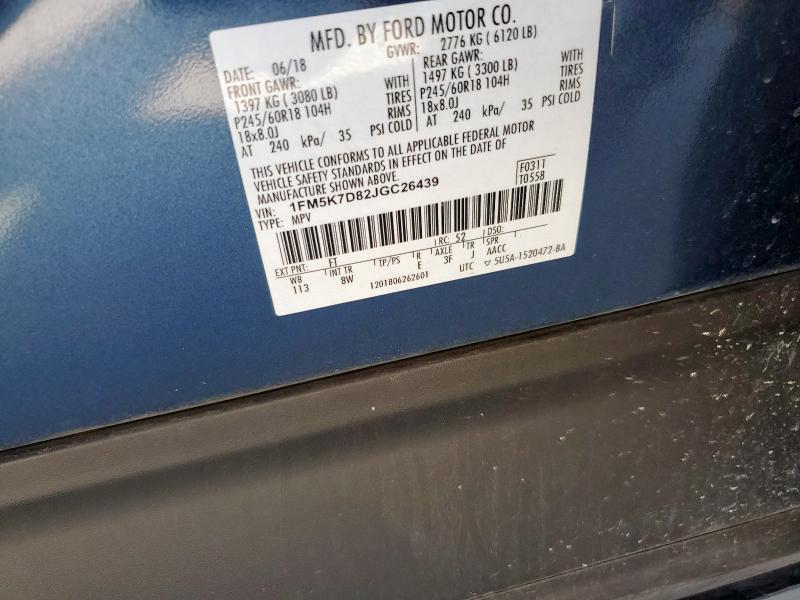 MFD. BY FORD MOTOR CO.
DATE: 06/18 GVWR: 2776 KG ( 6120 LB)
FRONT GAWR: REAR GAWR:
1397 KG ( 3080 LB) WITH 1497 KG ( 3300 LB) WITH
P245/60R18 104H TIRES P245/60R18 104H TIRES
18x8.0J RIMS 18x8.0J RIMS
AT 240 kPa/ 35 PSI COLD AT 240 kPa/ 35 PSI COLD
THIS VEHICLE CONFORMS TO ALL APPLICABLE FEDERAL MOTOR
VEHICLE SAFETY STANDARDS IN EFFECT ON THE DATE OF
MANUFACTURE SHOWN ABOVE.
VIN: 1FM5K7D82JGC26439 F0311
TYPE: MPV T0558
EXT PNT: FT RC: 52 DSO:
WB INT TR TP/PS R AXLE TR SPR
113 8W E 3F J AACC
1201806262601 UTC ▽ 5U5A-1520472-BA